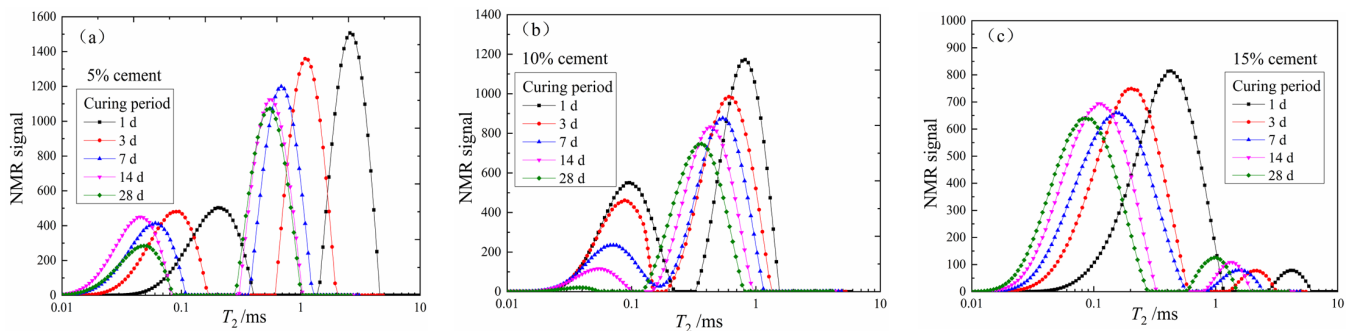 (a)
5% cement
Curing period
1 d
3 d
7 d
14 d
28 d
NMR signal
1600
1400
1200
1000
800
600
400
200
0
0.01
0.1
1
10
T2/ms
(b)
10% cement
Curing period
1 d
3 d
7 d
14 d
28 d
NMR signal
1400
1200
1000
800
600
400
200
0
0.01
0.1
1
10
T2/ms
(c)
15% cement
Curing period
1 d
3 d
7 d
14 d
28 d
NMR signal
1000
900
800
700
600
500
400
300
200
100
0
0.01
0.1
1
10
T2/ms